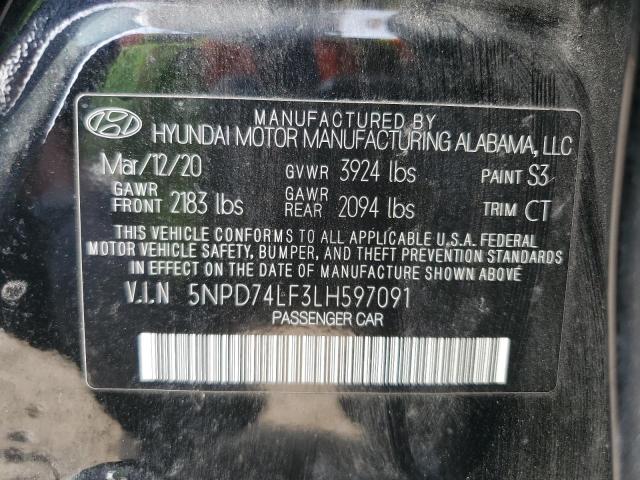 MANUFACTURED BY
HYUNDAI MOTOR MANUFACTURING ALABAMA, LLC
Mar/12/20 GVWR 3924 lbs PAINT S3
GAWR FRONT 2183 lbs GAWR REAR 2094 lbs TRIM CT
THIS VEHICLE CONFORMS TO ALL APPLICABLE U.S.A. FEDERAL
MOTOR VEHICLE SAFETY, BUMPER, AND THEFT PREVENTION STANDARDS
IN EFFECT ON THE DATE OF MANUFACTURE SHOWN ABOVE
V.I.N 5NPD74LF3LH597091
PASSENGER CAR